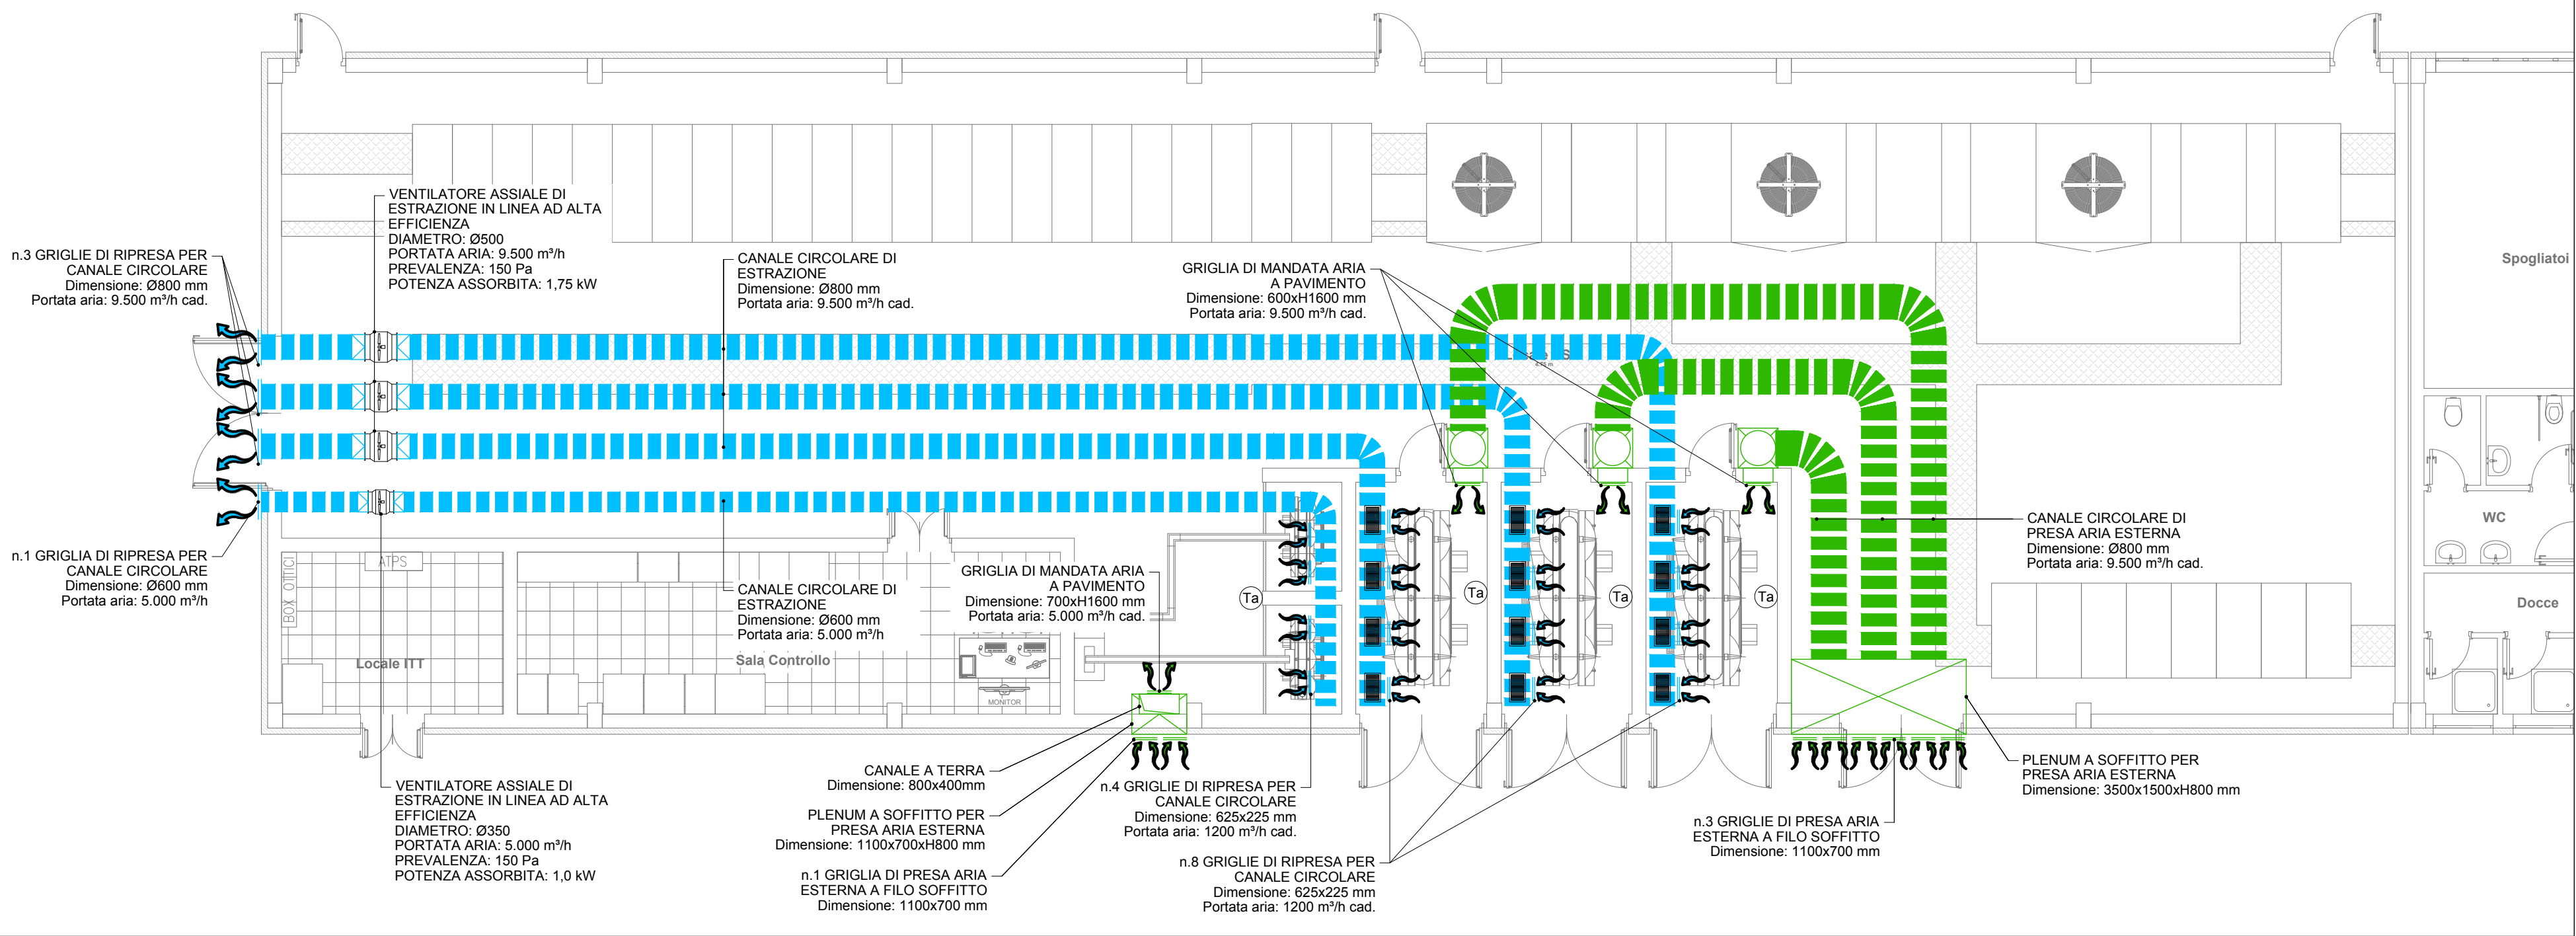 VENTILATORE ASSIALE DI
ESTRAZIONE IN LINEA AD ALTA
EFFICIENZA
DIAMETRO: Ø500
PORTATA ARIA: 9.500 m³/h
PREVALENZA: 150 Pa
POTENZA ASSORBITA: 1,75 kW
n.3 GRIGLIE DI RIPRESA PER
CANALE CIRCOLARE
Dimensione: Ø800 mm
Portata aria: 9.500 m³/h cad.
CANALE CIRCOLARE DI
ESTRAZIONE
Dimensione: Ø800 mm
Portata aria: 9.500 m³/h cad.
GRIGLIA DI MANDATA ARIA
A PAVIMENTO
Dimensione: 600xH1600 mm
Portata aria: 9.500 m³/h cad.
Spogliatoi
n.1 GRIGLIA DI RIPRESA PER
CANALE CIRCOLARE
Dimensione: Ø600 mm
Portata aria: 5.000 m³/h
BOX OTTICI
ATPS
Locale ITT
CANALE CIRCOLARE DI
ESTRAZIONE
Dimensione: Ø600 mm
Portata aria: 5.000 m³/h
Sala Controllo
GRIGLIA DI MANDATA ARIA
A PAVIMENTO
Dimensione: 700xH1600 mm
Portata aria: 5.000 m³/h cad.
MONITOR
Ta
Ta
Ta
Ta
CANALE CIRCOLARE DI
PRESA ARIA ESTERNA
Dimensione: Ø800 mm
Portata aria: 9.500 m³/h cad.
WC
Docce
VENTILATORE ASSIALE DI
ESTRAZIONE IN LINEA AD ALTA
EFFICIENZA
DIAMETRO: Ø350
PORTATA ARIA: 5.000 m³/h
PREVALENZA: 150 Pa
POTENZA ASSORBITA: 1,0 kW
CANALE A TERRA
Dimensione: 800x400mm
PLENUM A SOFFITTO PER
PRESA ARIA ESTERNA
Dimensione: 1100x700xH800 mm
n.1 GRIGLIA DI PRESA ARIA
ESTERNA A FILO SOFFITTO
Dimensione: 1100x700 mm
n.4 GRIGLIE DI RIPRESA PER
CANALE CIRCOLARE
Dimensione: 625x225 mm
Portata aria: 1200 m³/h cad.
n.8 GRIGLIE DI RIPRESA PER
CANALE CIRCOLARE
Dimensione: 625x225 mm
Portata aria: 1200 m³/h cad.
n.3 GRIGLIE DI PRESA ARIA
ESTERNA A FILO SOFFITTO
Dimensione: 1100x700 mm
PLENUM A SOFFITTO PER
PRESA ARIA ESTERNA
Dimensione: 3500x1500xH800 mm